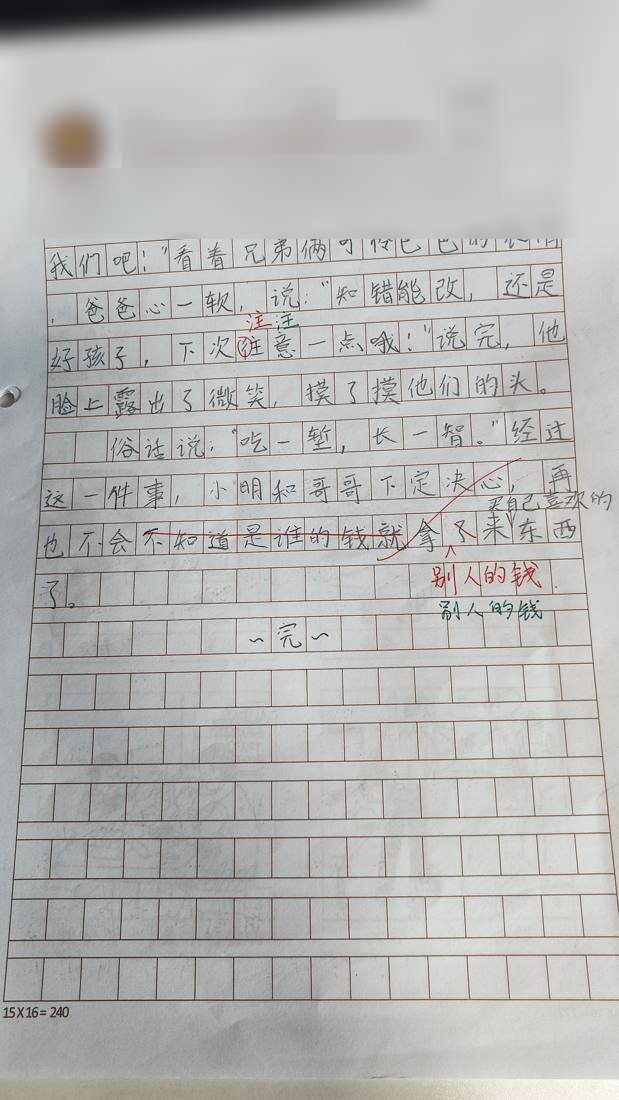 我们吧！"看着兄弟俩可怜巴巴的
，爸爸心一软，说："知错能改，还是
注 注
好孩子，下次往意一点哦！"说完，他
脸上露出了微笑，摸了摸他们的头。
俗话说："吃一堑，长一智。"经过
这一件事，小明和哥哥下定决心，再
买自己喜欢的
也不会不知道是谁的钱就拿了来东西
别人的钱
了。
别人的钱
~完~
15X16=240